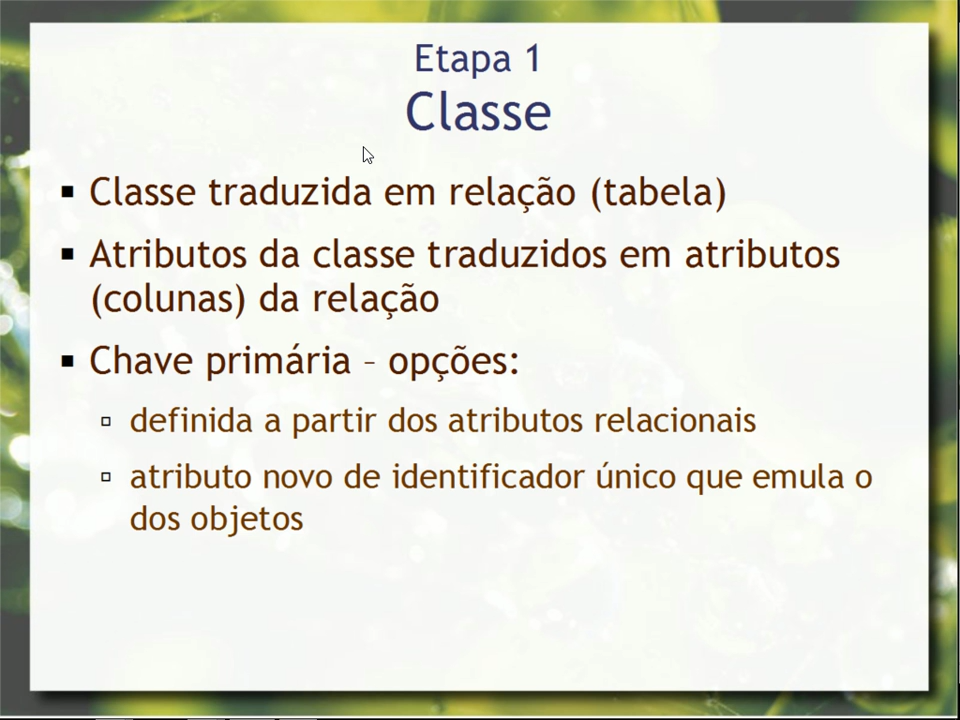 Etapa 1
Classe
Classe traduzida em relação (tabela)
Atributos da classe traduzidos em atributos
(colunas) da relação
Chave primária – opções:
definida a partir dos atributos relacionais
atributo novo de identificador único que emula o
dos objetos